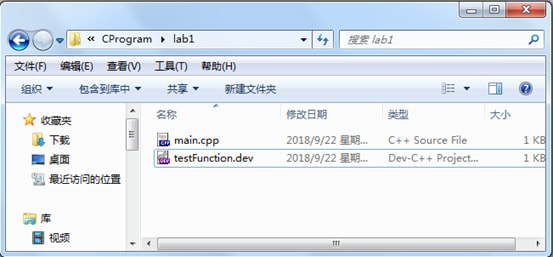 « CProgram ▸ lab1
搜索 lab1
文件(F) 编辑(E) 查看(V) 工具(T) 帮助(H)
组织 包含到库中 共享 新建文件夹
收藏夹
下载
桌面
最近访问的位置
库
视频
名称 修改日期 类型 大小
main.cpp 2018/9/22 星期... C++ Source File 1 KB
testFunction.dev 2018/9/22 星期... Dev-C++ Project... 1 KB